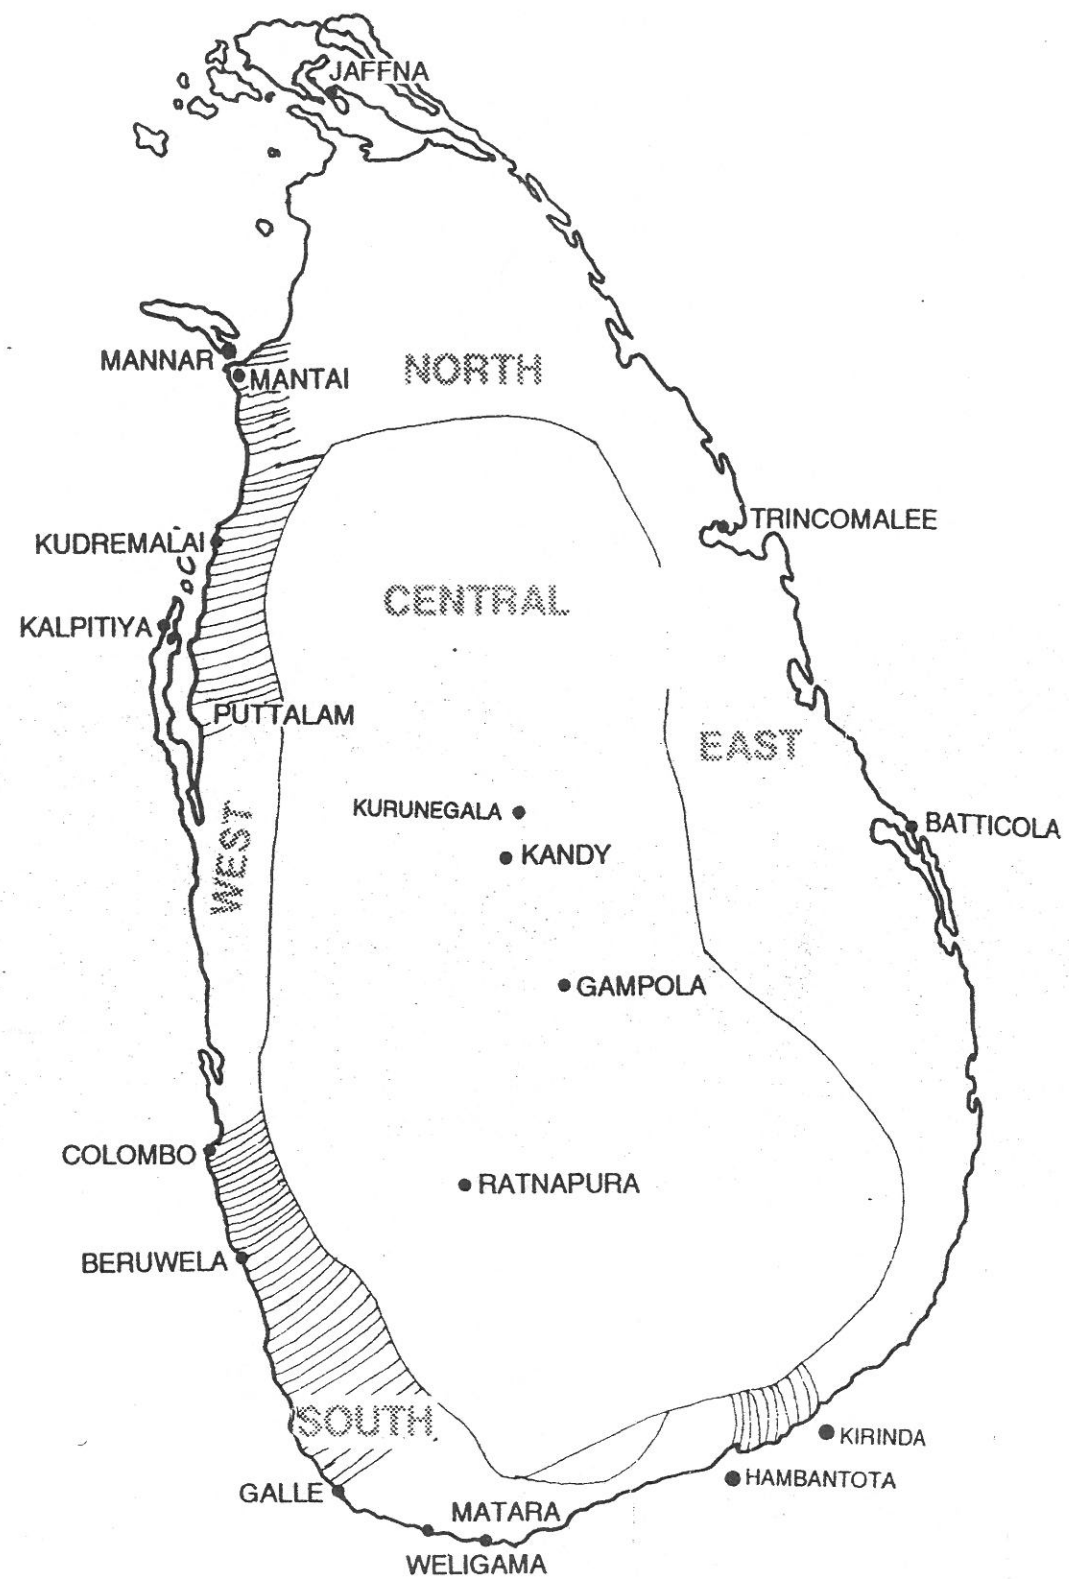 JAFFNA
MANNAR
MANTAI
NORTH
TRINCOMALEE
KUDREMALAI
CENTRAL
KALPITIYA
PUTTALAM
EAST
KURUNEGALA
BATTICOLA
WEST
KANDY
GAMPOLA
COLOMBO
RATNAPURA
BERUWELA
SOUTH
KIRINDA
HAMBANTOTA
GALLE
MATARA
WELIGAMA